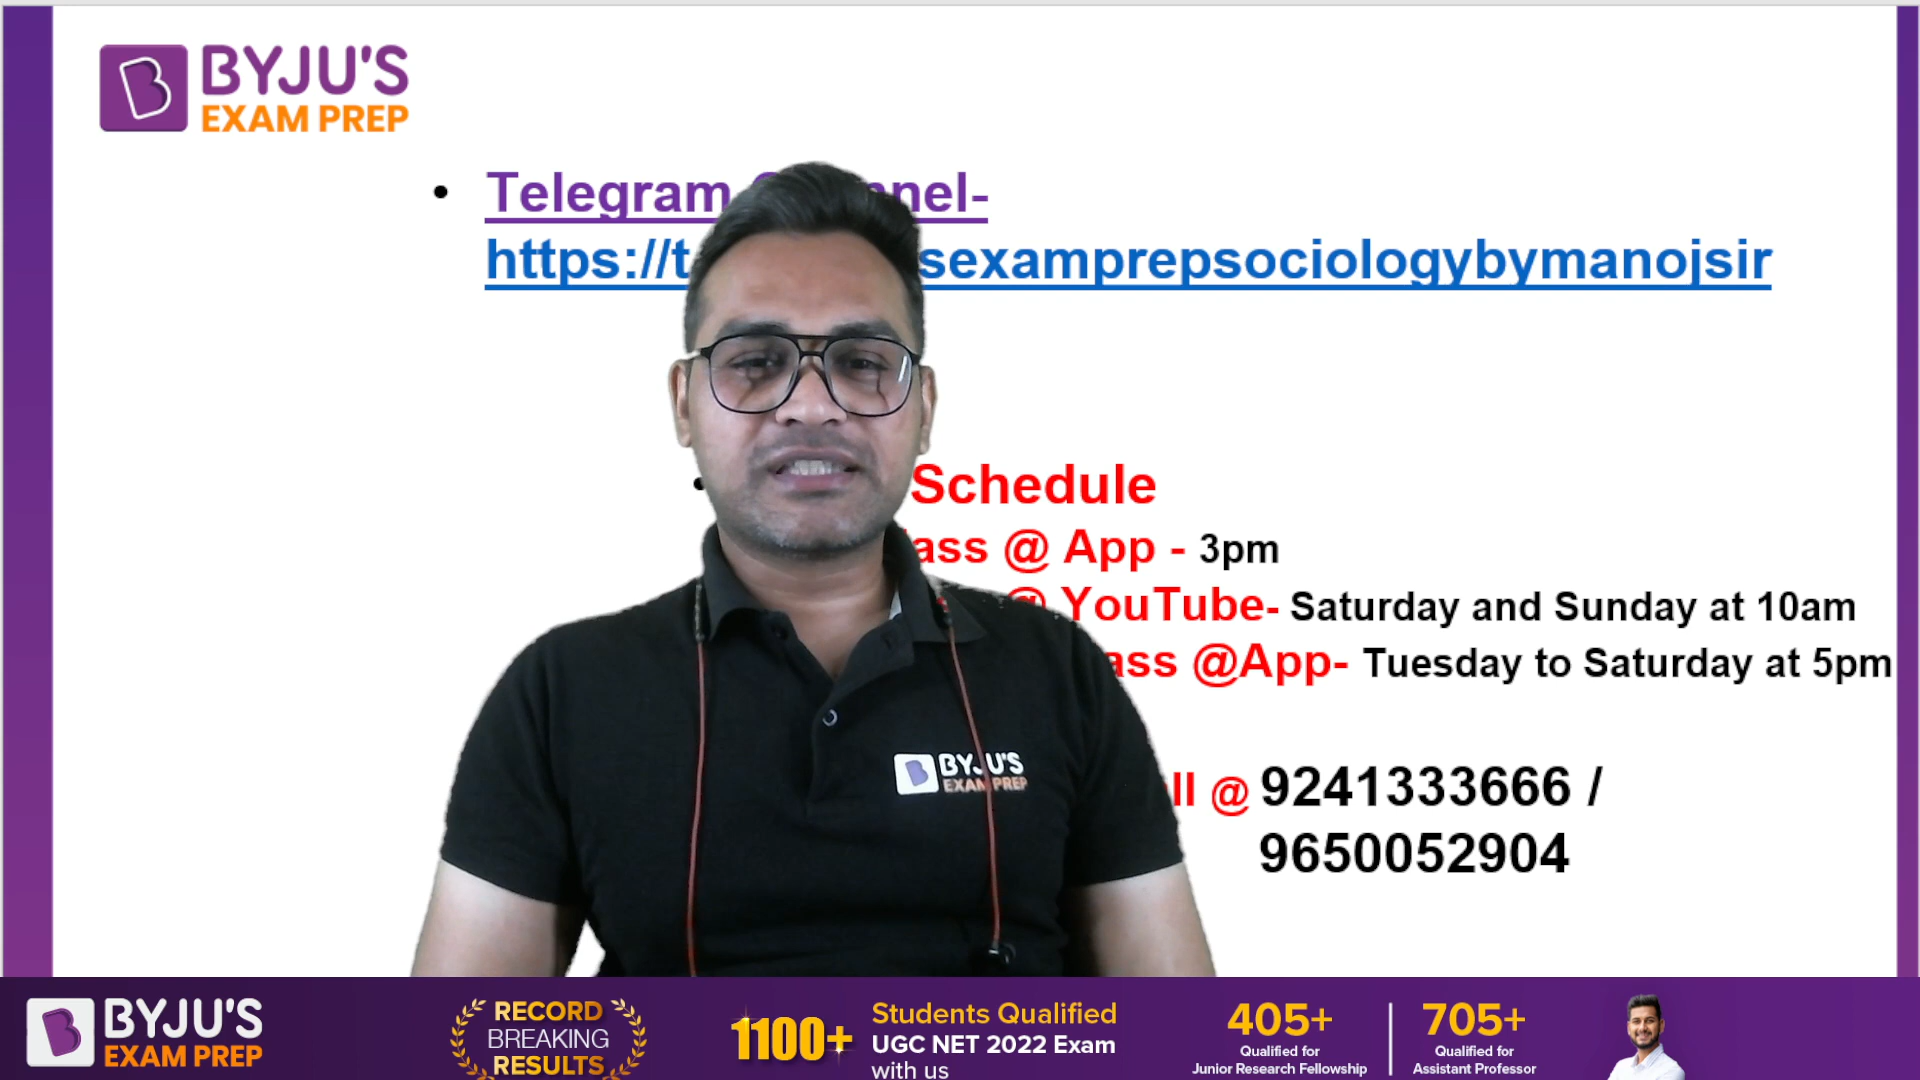 BYJU'S
EXAM PREP
• Telegram nel-
https://t sexamprepsociologybymanojsir
• Schedule
ass @ App - 3pm
@ YouTube- Saturday and Sunday at 10am
ass @App- Tuesday to Saturday at 5pm
ll @ 9241333666 /
9650052904
BYJU'S
EXAM PREP
BYJU'S
EXAM PREP
RECORD
BREAKING
RESULTS
1100+
Students Qualified
UGC NET 2022 Exam
with us
405+
Qualified for
Junior Research Fellowship
705+
Qualified for
Assistant Professor